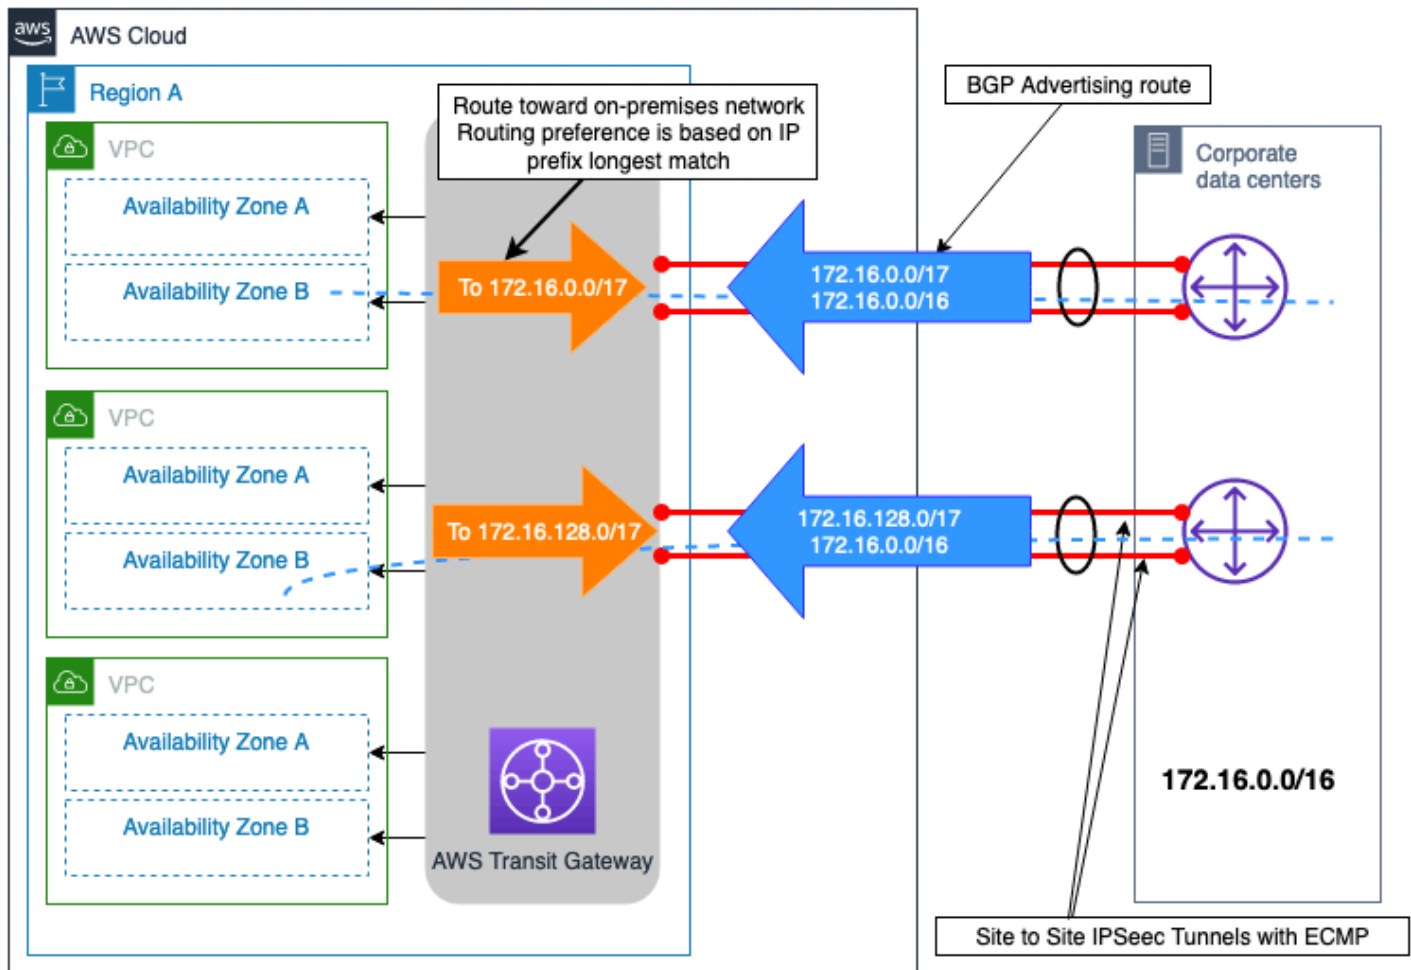 aws
AWS Cloud
Region A
BGP Advertising route
Route toward on-premises network
Routing preference is based on IP
prefix longest match
VPC
Availability Zone A
Availability Zone B
To 172.16.0.0/17
172.16.0.0/17
172.16.0.0/16
Corporate
data centers
VPC
Availability Zone A
Availability Zone B
To 172.16.128.0/17
172.16.128.0/17
172.16.0.0/16
VPC
Availability Zone A
Availability Zone B
AWS Transit Gateway
172.16.0.0/16
Site to Site IPSeec Tunnels with ECMP